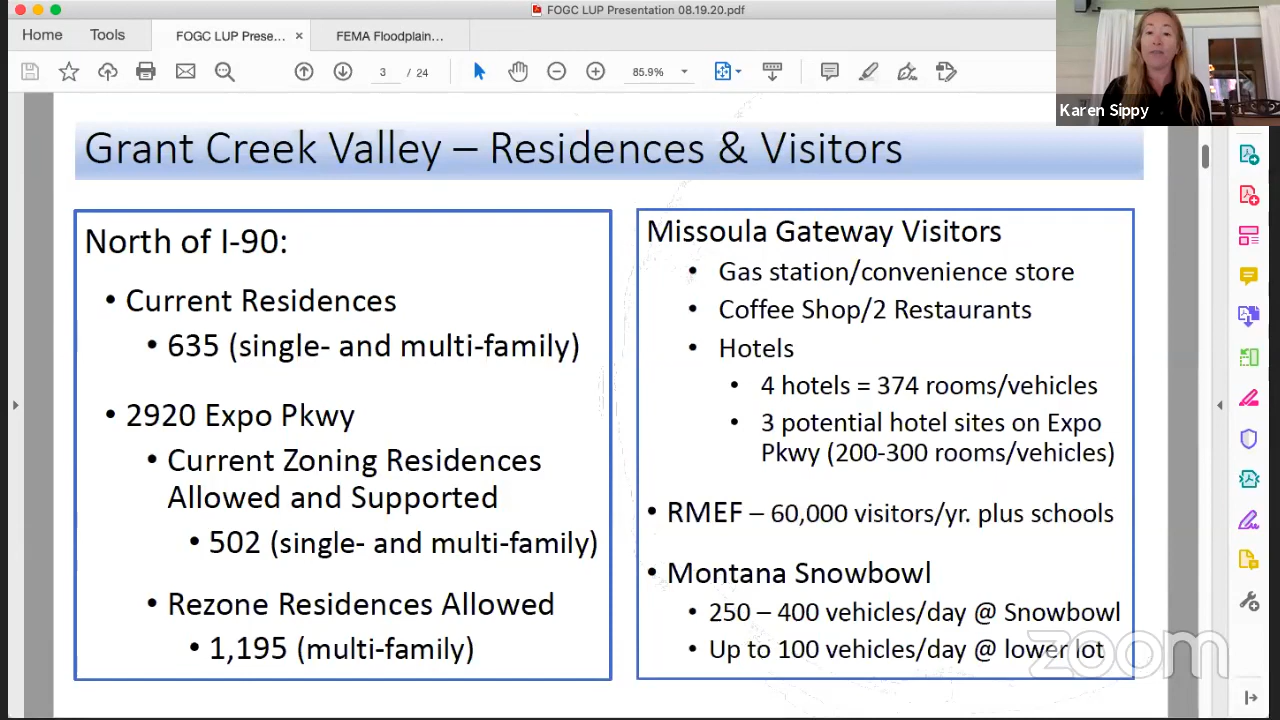 FOGC LUP Presentation 08.19.20.pdf
Home
Tools
FOGC LUP Prese...
×
FEMA Floodplain...
3 / 24
85.9%
Karen Sippy
Grant Creek Valley – Residences & Visitors
North of I-90:
• Current Residences
• 635 (single- and multi-family)
• 2920 Expo Pkwy
• Current Zoning Residences
Allowed and Supported
• 502 (single- and multi-family)
• Rezone Residences Allowed
• 1,195 (multi-family)
Missoula Gateway Visitors
• Gas station/convenience store
• Coffee Shop/2 Restaurants
• Hotels
• 4 hotels = 374 rooms/vehicles
• 3 potential hotel sites on Expo
Pkwy (200-300 rooms/vehicles)
• RMEF – 60,000 visitors/yr. plus schools
• Montana Snowbowl
• 250 – 400 vehicles/day @ Snowbowl
• Up to 100 vehicles/day @ lower lot
zoom